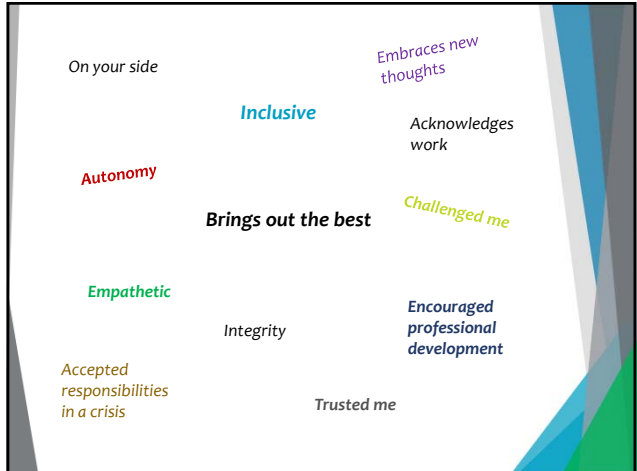 On your side
Embraces new
thoughts
Inclusive
Acknowledges
work
Autonomy
Brings out the best
Challenged me
Empathetic
Encouraged
professional
development
Integrity
Accepted
responsibilities
in a crisis
Trusted me